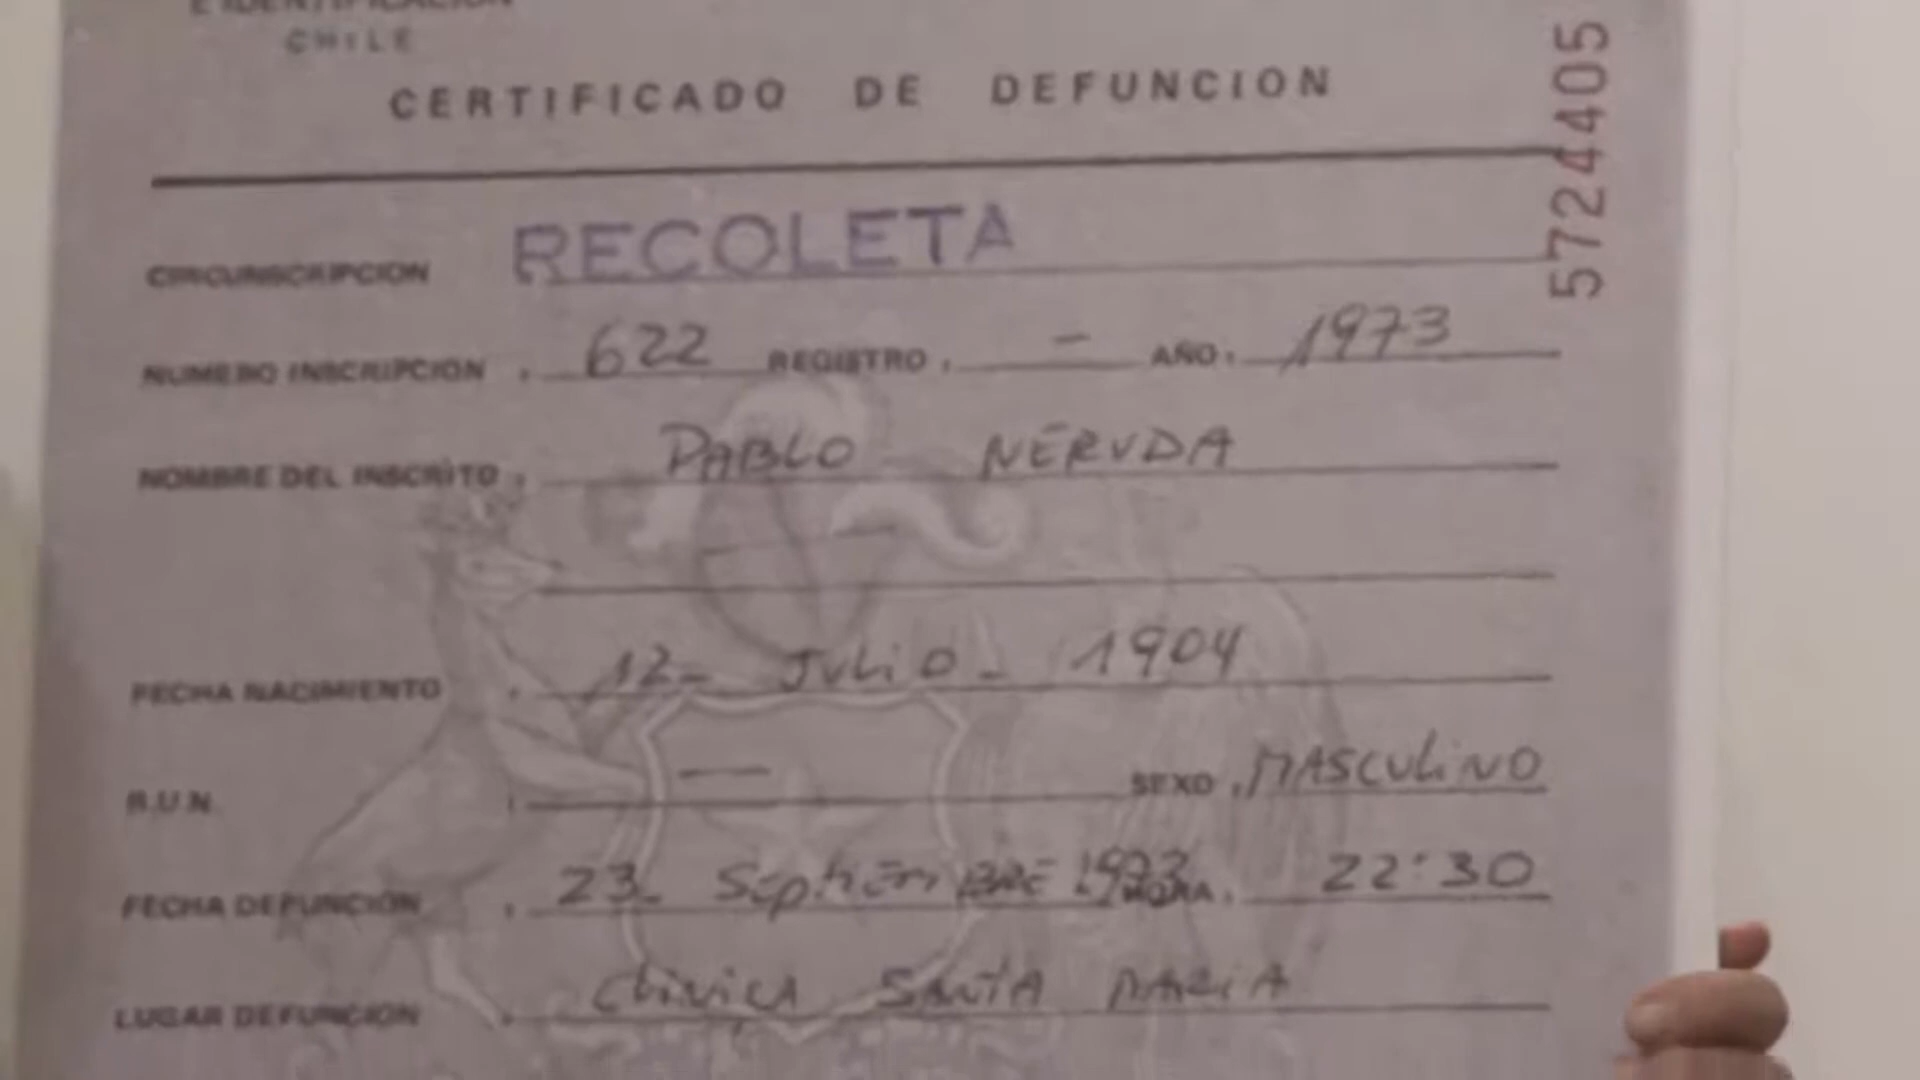 E IDENTIFICACION
CHILE
CERTIFICADO DE DEFUNCION
5724405
CIRCUNSCRIPCION RECOLETA
NUMERO INSCRIPCION : 622 REGISTRO : - AÑO : 1973
NOMBRE DEL INSCRITO : PABLO NERUDA
FECHA NACIMIENTO : 12- JULIO - 1904
R.U.N. : — SEXO : MASCULINO
FECHA DEFUNCION : 23- SEPTIEMBRE 1973 HORA : 22:30
LUGAR DEFUNCION : CLINICA SANTA MARIA